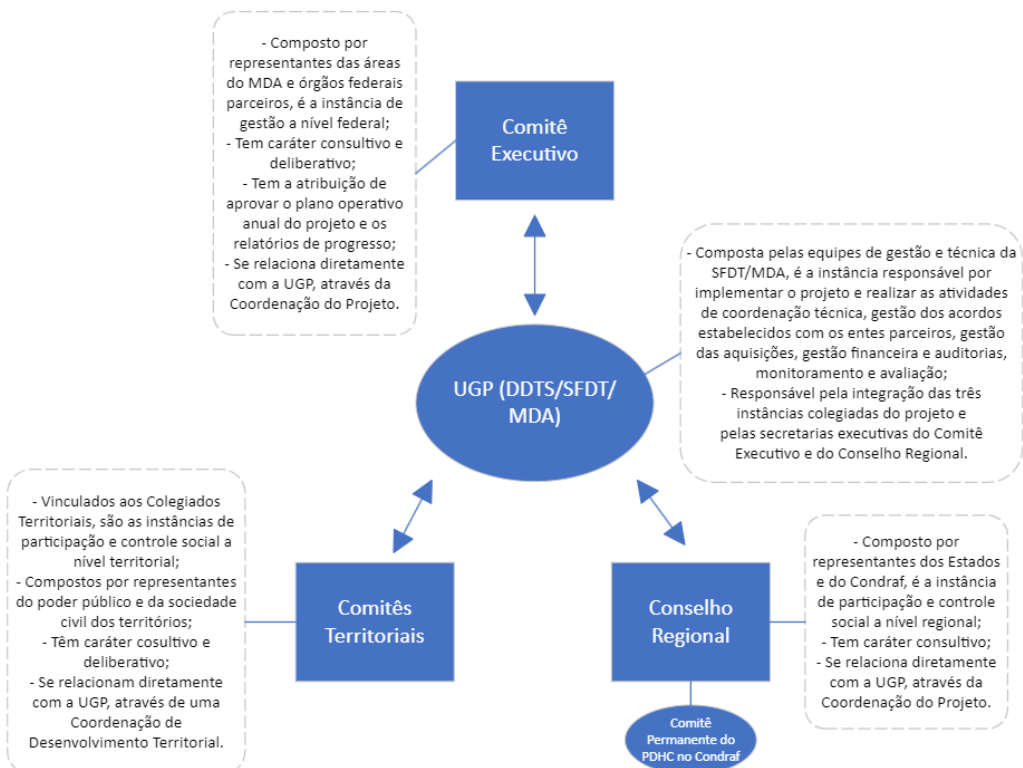 - Composto por
representantes das áreas
do MDA e órgãos federais
parceiros, é a instância de
gestão a nível federal;
- Tem caráter consultivo e
deliberativo;
- Tem a atribuição de
aprovar o plano operativo
anual do projeto e os
relatórios de progresso;
- Se relaciona diretamente
com a UGP, através da
Coordenação do Projeto.
Comitê
Executivo
- Composta pelas equipes de gestão e técnica da
SFDT/MDA, é a instância responsável por
implementar o projeto e realizar as atividades
de coordenação técnica, gestão dos acordos
estabelecidos com os entes parceiros, gestão
das aquisições, gestão financeira e auditorias,
monitoramento e avaliação;
- Responsável pela integração das três
instâncias colegiadas do projeto e
pelas secretarias executivas do Comitê
Executivo e do Conselho Regional.
UGP (DDTS/SFDT/
MDA)
- Vinculados aos Colegiados
Territoriais, são as instâncias de
participação e controle social a
nível territorial;
- Compostos por representantes
do poder público e da sociedade
civil dos territórios;
- Têm caráter cosultivo e
deliberativo;
- Se relacionam diretamente
com a UGP, através de uma
Coordenação de
Desenvolvimento Territorial.
Comitês
Territoriais
Conselho
Regional
- Composto por
representantes dos Estados
e do Condraf, é a instância
de participação e controle
social a nível regional;
- Tem caráter consultivo;
- Se relaciona diretamente
com a UGP, através da
Coordenação do Projeto.
Comitê
Permanente do
PDHC no Condraf